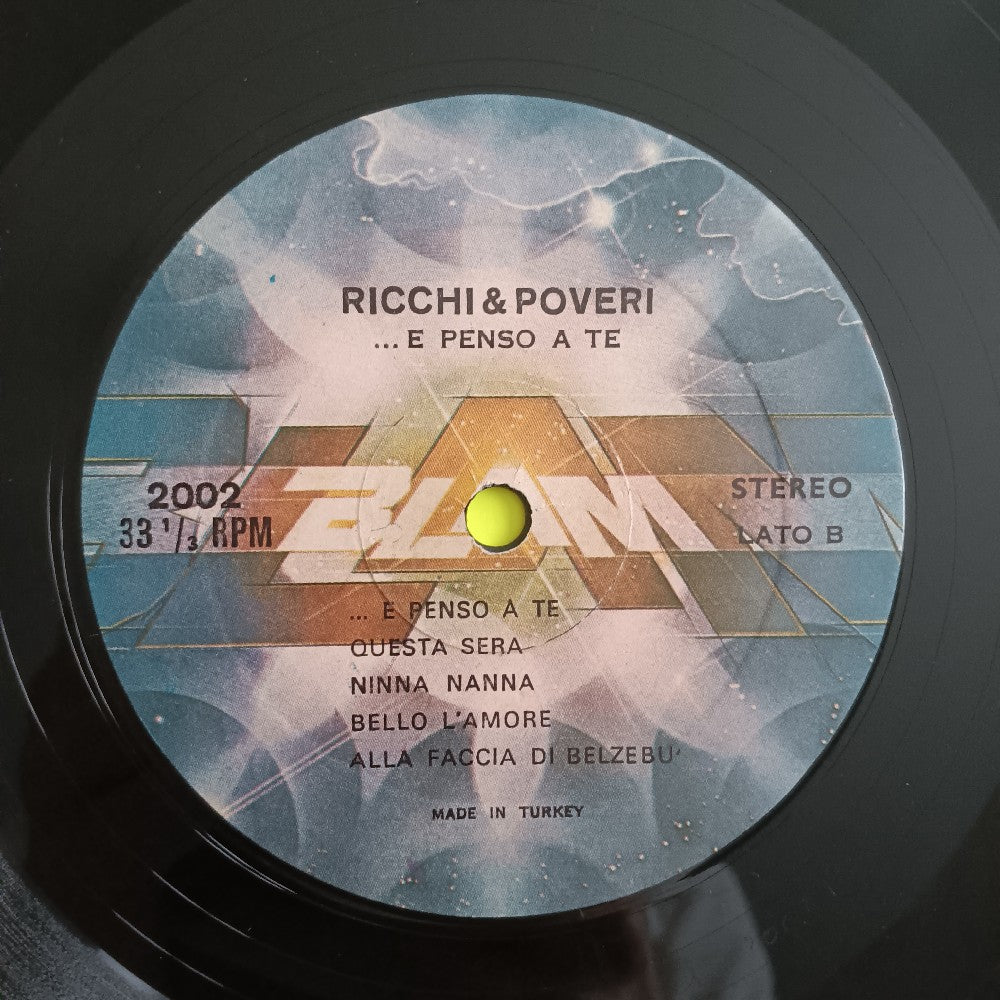 RICCHI & POVERI
... E PENSO A TE
BLAM
2002
33 1/3 RPM
STEREO
LATO B
... E PENSO A TE
QUESTA SERA
NINNA NANNA
BELLO L'AMORE
ALLA FACCIA DI BELZEBU'
MADE IN TURKEY